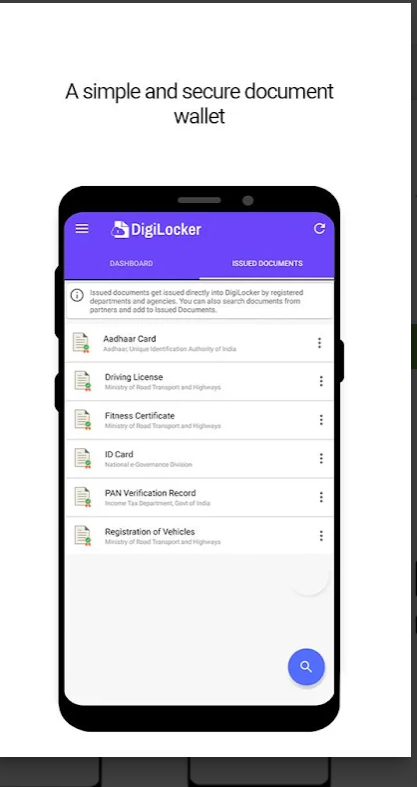 A simple and secure document
wallet
DigiLocker
DASHBOARD
ISSUED DOCUMENTS
Issued documents get issued directly into DigiLocker by registered
departments and agencies. You can also search documents from
partners and add to Issued Documents.
Aadhaar Card
Aadhaar, Unique Identification Authority of India
Driving License
Ministry of Road Transport and Highways
Fitness Certificate
Ministry of Road Transport and Highways
ID Card
National e-Governance Division
PAN Verification Record
Income Tax Department, Govt of India
Registration of Vehicles
Ministry of Road Transport and Highways